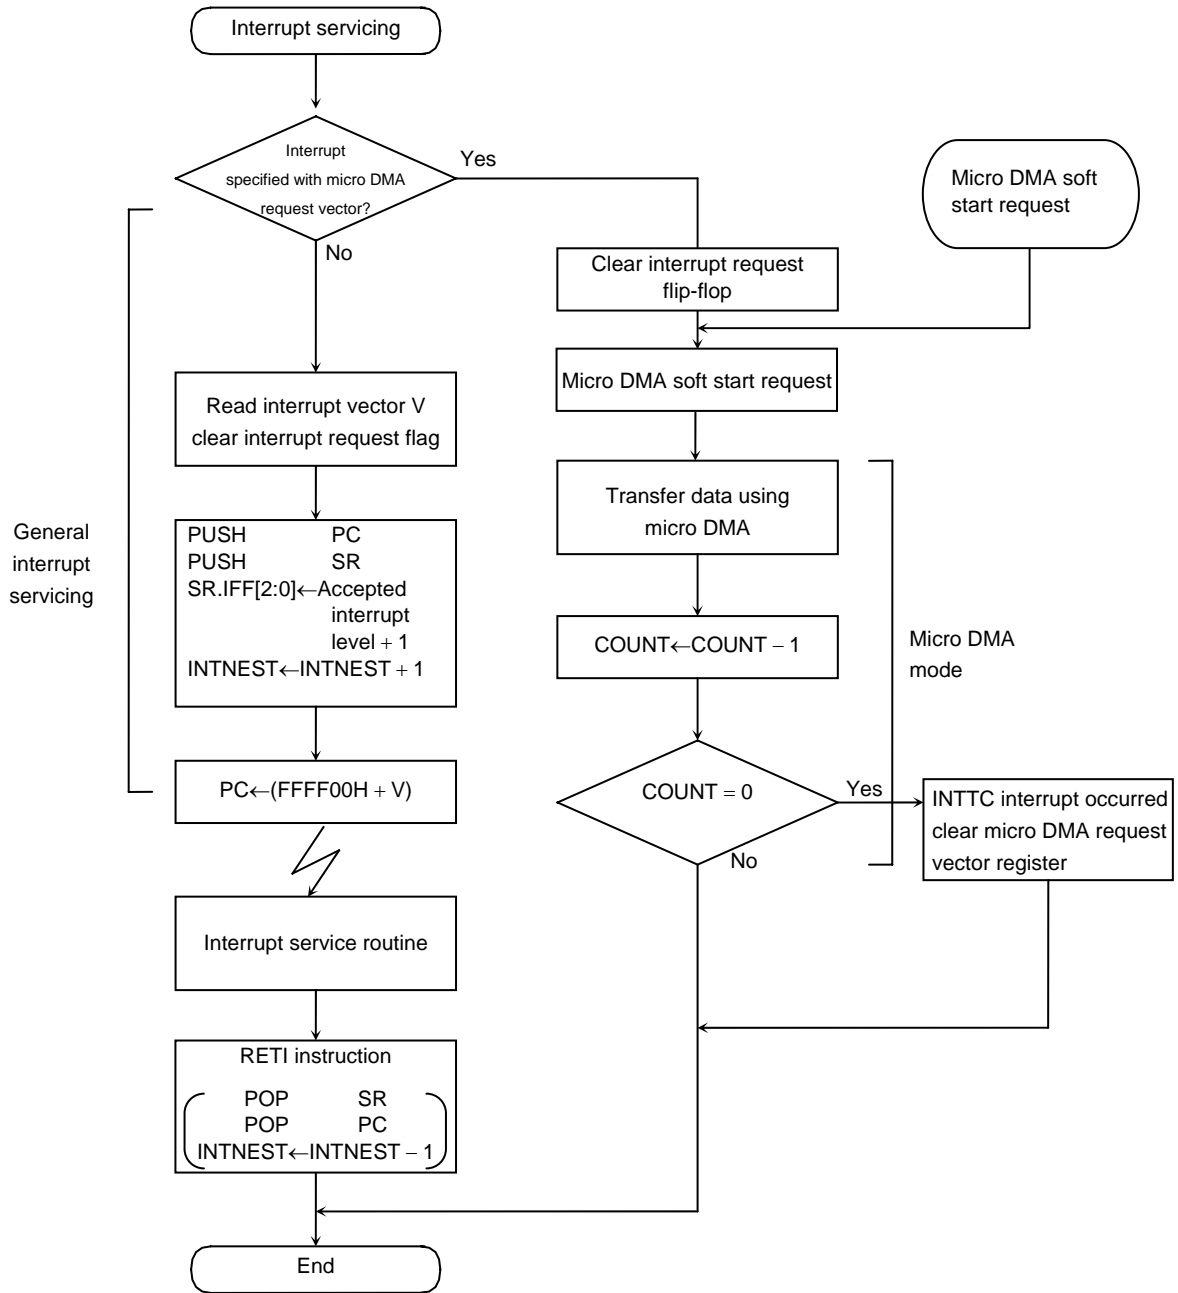 Interrupt servicing
Interrupt
specified with micro DMA
request vector?
Yes
No
Micro DMA soft
start request
Clear interrupt request
flip-flop
Micro DMA soft start request
Read interrupt vector V
clear interrupt request flag
General
interrupt
servicing
PUSH PC
PUSH SR
SR.IFF[2:0]←Accepted
interrupt
level + 1
INTNEST←INTNEST + 1
PC←(FFFF00H + V)
Transfer data using
micro DMA
COUNT←COUNT − 1
Micro DMA
mode
COUNT = 0
Yes
No
INTTC interrupt occurred
clear micro DMA request
vector register
Interrupt service routine
RETI instruction
POP SR
POP PC
INTNEST←INTNEST − 1
End